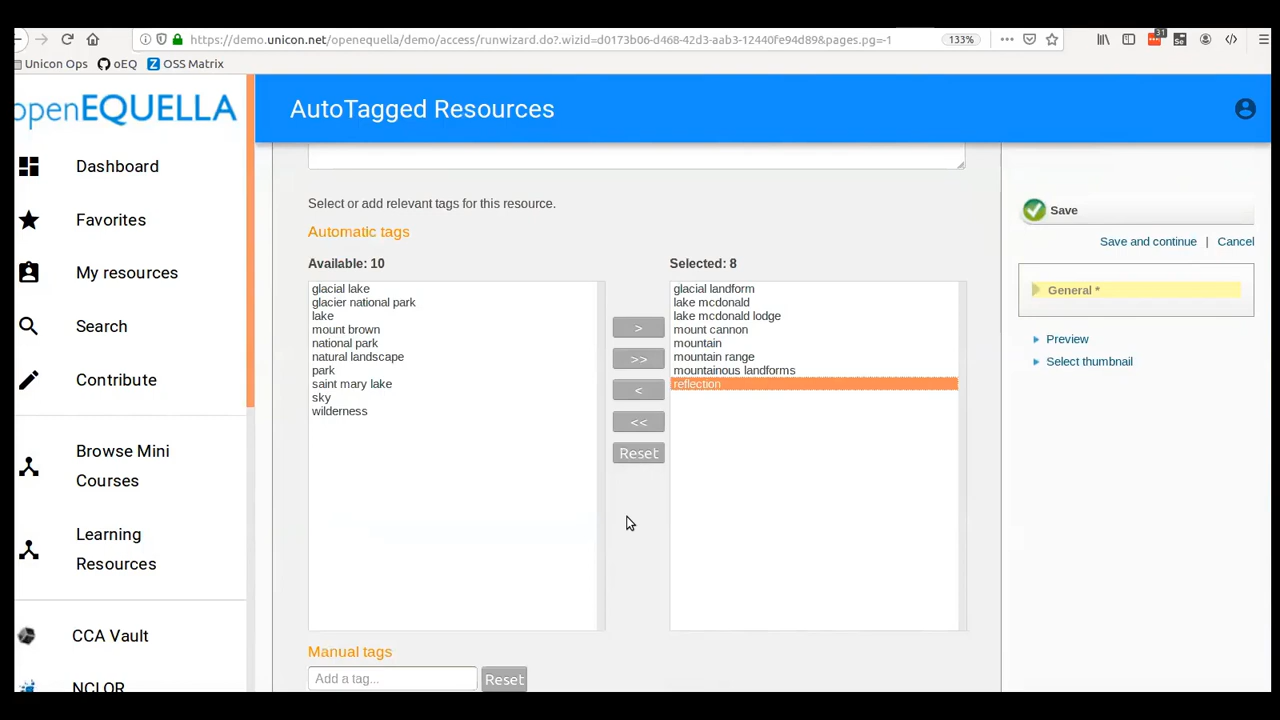 https://demo.unicon.net/openequella/demo/access/runwizard.do?.wizid=d0173b06-d468-42d3-aab3-12440fe94d89&pages.pg=-1
133%
31
Unicon Ops
oEQ
Z OSS Matrix
openEQUELLA
AutoTagged Resources
Dashboard
Favorites
My resources
Search
Contribute
Browse Mini
Courses
Learning
Resources
CCA Vault
NCLOR
Select or add relevant tags for this resource.
Automatic tags
Available: 10
glacial lake
glacier national park
lake
mount brown
national park
natural landscape
park
saint mary lake
sky
wilderness
>
>>
<
<<
Reset
Selected: 8
glacial landform
lake mcdonald
lake mcdonald lodge
mount cannon
mountain
mountain range
mountainous landforms
reflection
Manual tags
Add a tag...
Reset
Save
Save and continue | Cancel
General *
Preview
Select thumbnail